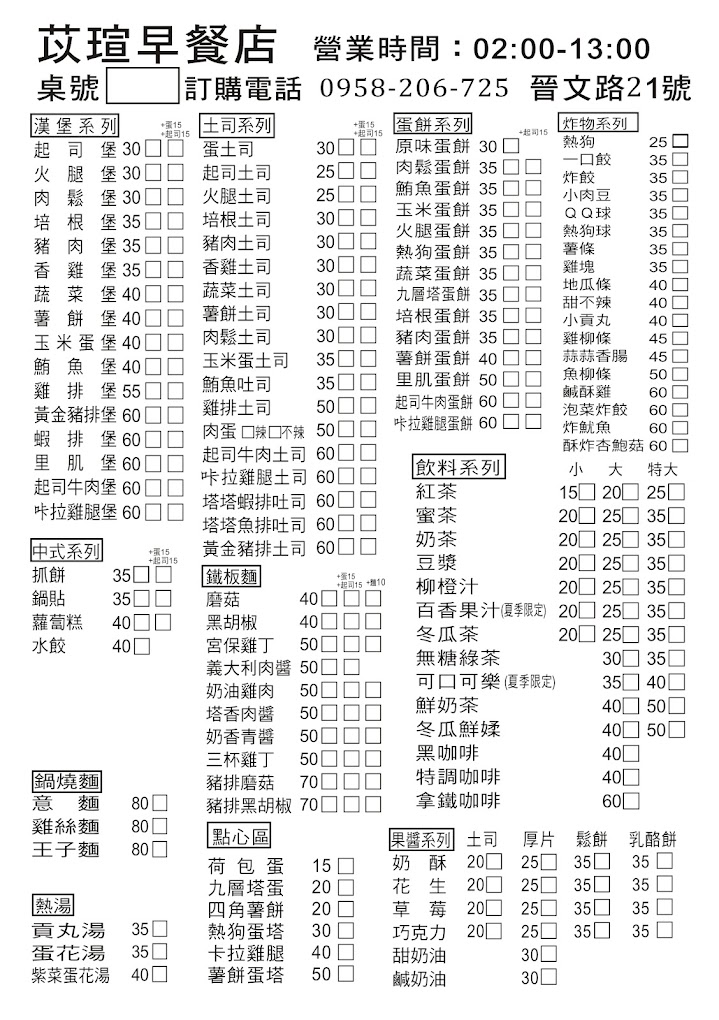 苡瑄早餐店 營業時間：02:00-13:00
桌號 訂購電話 0958-206-725 晉文路21號
漢堡系列 +蛋15 +起司15
起司堡 30
火腿堡 30
肉鬆堡 30
培根堡 35
豬肉堡 35
香雞堡 35
蔬菜堡 40
薯餅堡 40
玉米蛋堡 40
鮪魚堡 40
雞排堡 55
黃金豬排堡 60
蝦排堡 60
里肌堡 60
起司牛肉堡 60
咔拉雞腿堡 60
中式系列 +蛋15 +起司15
抓餅 35
鍋貼 35
蘿蔔糕 40
水餃 40
鍋燒麵
意麵 80
雞絲麵 80
王子麵 80
熱湯
貢丸湯 35
蛋花湯 35
紫菜蛋花湯 40
土司系列 +蛋15 +起司15
蛋土司 30
起司土司 25
火腿土司 25
培根土司 30
豬肉土司 30
香雞土司 30
蔬菜土司 30
薯餅土司 30
肉鬆土司 30
玉米蛋土司 35
鮪魚吐司 35
雞排土司 50
肉蛋 □辣 □不辣 50
起司牛肉土司 60
咔拉雞腿土司 60
塔塔蝦排吐司 60
塔塔魚排吐司 60
黃金豬排土司 60
鐵板麵 +蛋15 +起司15 +麵10
磨菇 40
黑胡椒 40
宮保雞丁 50
義大利肉醬 50
奶油雞肉 50
塔香肉醬 50
奶香青醬 50
三杯雞丁 50
豬排磨菇 70
豬排黑胡椒 70
點心區
荷包蛋 15
九層塔蛋 20
四角薯餅 20
熱狗蛋塔 30
卡拉雞腿 40
薯餅蛋塔 50
蛋餅系列 +起司15
原味蛋餅 30
肉鬆蛋餅 35
鮪魚蛋餅 35
玉米蛋餅 35
火腿蛋餅 35
熱狗蛋餅 35
蔬菜蛋餅 35
九層塔蛋餅 35
培根蛋餅 35
豬肉蛋餅 35
薯餅蛋餅 40
里肌蛋餅 50
起司牛肉蛋餅 60
咔拉雞腿蛋餅 60
炸物系列
熱狗 25
一口餃 35
炸餃 35
小肉豆 35
ＱＱ球 35
熱狗球 35
薯條 35
雞塊 35
地瓜條 40
甜不辣 40
小貢丸 40
雞柳條 45
蒜蒜香腸 45
魚柳條 50
鹹酥雞 60
泡菜炸餃 60
炸魷魚 60
酥炸杏鮑菇 60
飲料系列 小 大 特大
紅茶 15 20 25
蜜茶 20 25 35
奶茶 20 25 35
豆漿 20 25 35
柳橙汁 20 25 35
百香果汁(夏季限定) 20 25 35
冬瓜茶 20 25 35
無糖綠茶 30 35
可口可樂(夏季限定) 35 40
鮮奶茶 40 50
冬瓜鮮媃 40 50
黑咖啡 40
特調咖啡 40
拿鐵咖啡 60
果醬系列 土司 厚片 鬆餅 乳酪餅
奶酥 20 25 35 35
花生 20 25 35 35
草莓 20 25 35 35
巧克力 20 25 35 35
甜奶油 30
鹹奶油 30